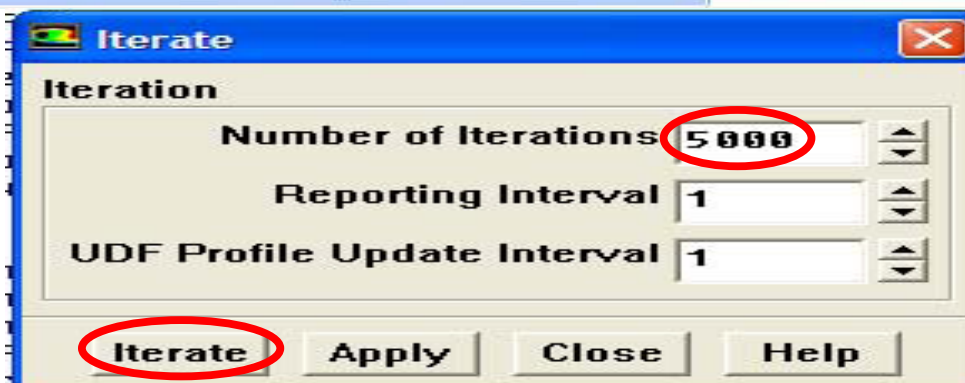 Iterate
Iteration
Number of Iterations 5000
Reporting Interval 1
UDF Profile Update Interval 1
Iterate Apply Close Help